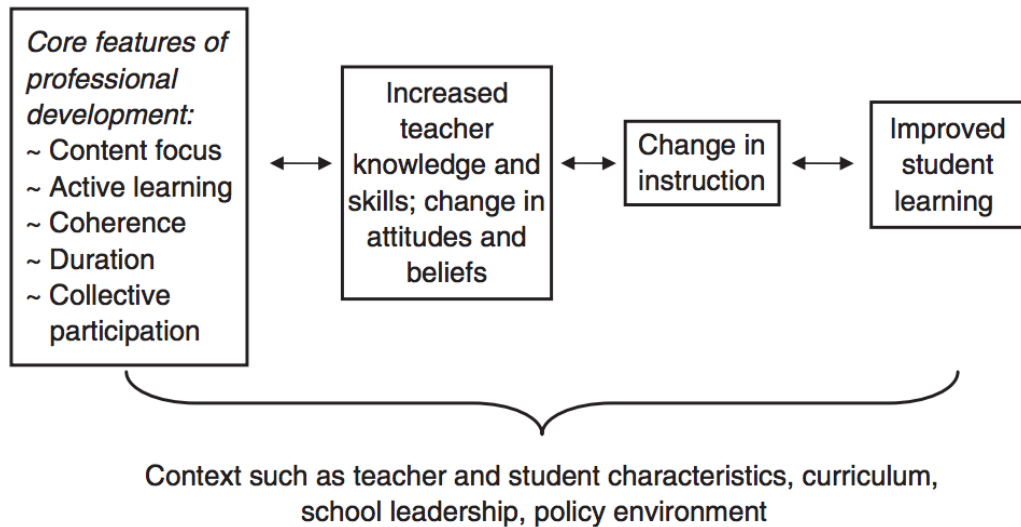 Core features of
professional
development:
~ Content focus
~ Active learning
~ Coherence
~ Duration
~ Collective
participation
Increased
teacher
knowledge and
skills; change in
attitudes and
beliefs
Change in
instruction
Improved
student
learning
Context such as teacher and student characteristics, curriculum,
school leadership, policy environment